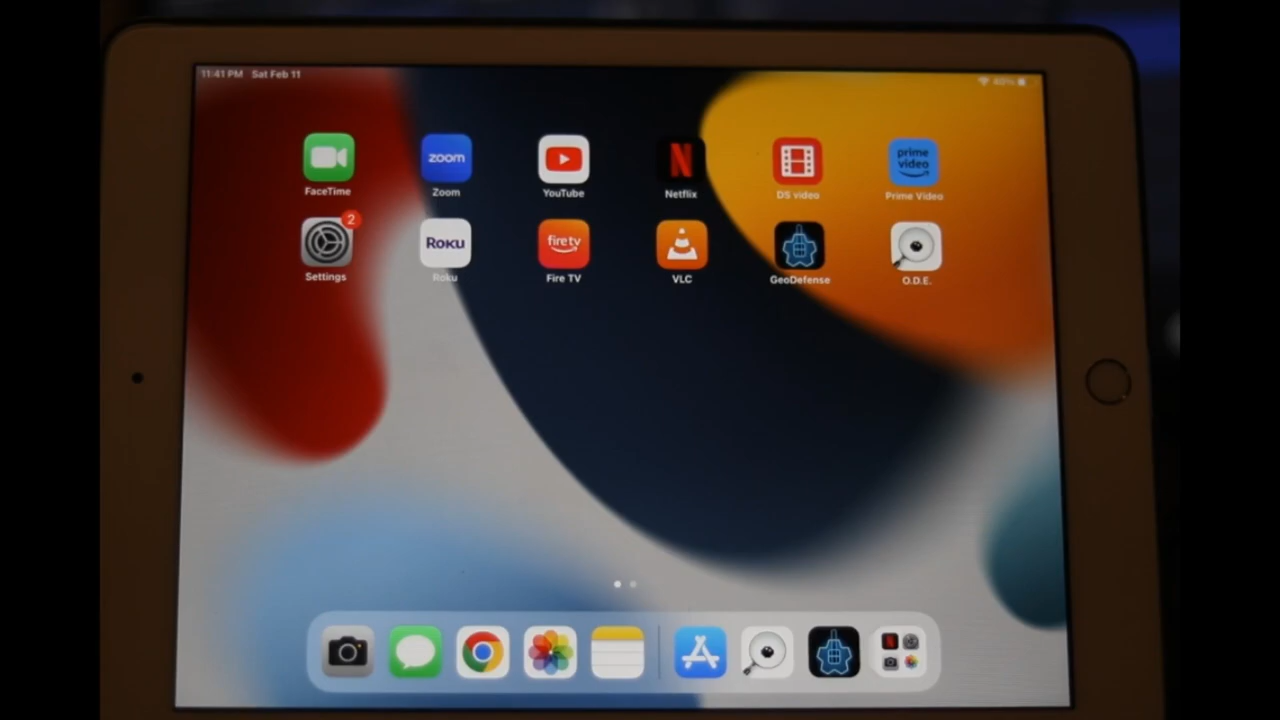 11:41 PM Sat Feb 11
45%
zoom
prime video
FaceTime Zoom YouTube Netflix DS video Prime Video
2
Roku
fire tv
Settings Roku Fire TV VLC GeoDefense O.D.E.